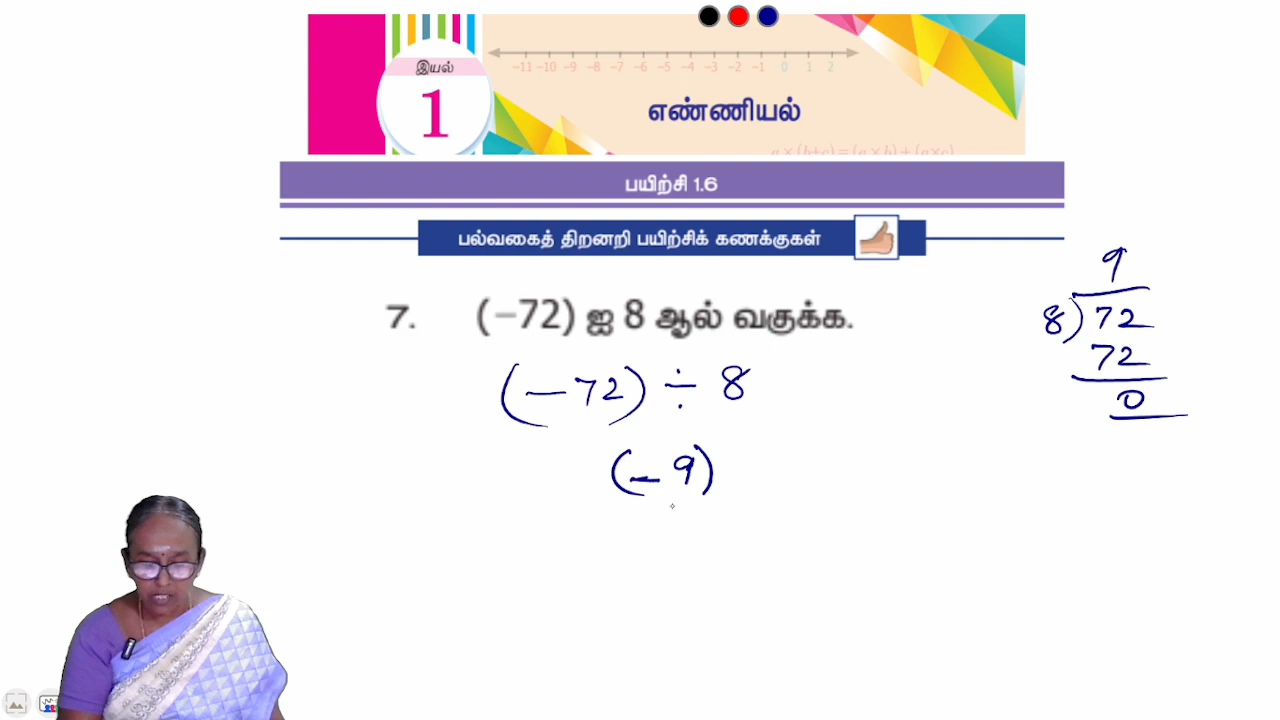 இயல்
1
-11 -10 -9 -8 -7 -6 -5 -4 -3 -2 -1 0 1 2
எண்ணியல்
a × (b+c) = (a × b) + (a×c)
பயிற்சி 1.6
பல்வகைத் திறனறி பயிற்சிக் கணக்குகள்
7. (−72) ஐ 8 ஆல் வகுக்க.
(−72) ÷ 8
(−9)
9
8) 72
72
0